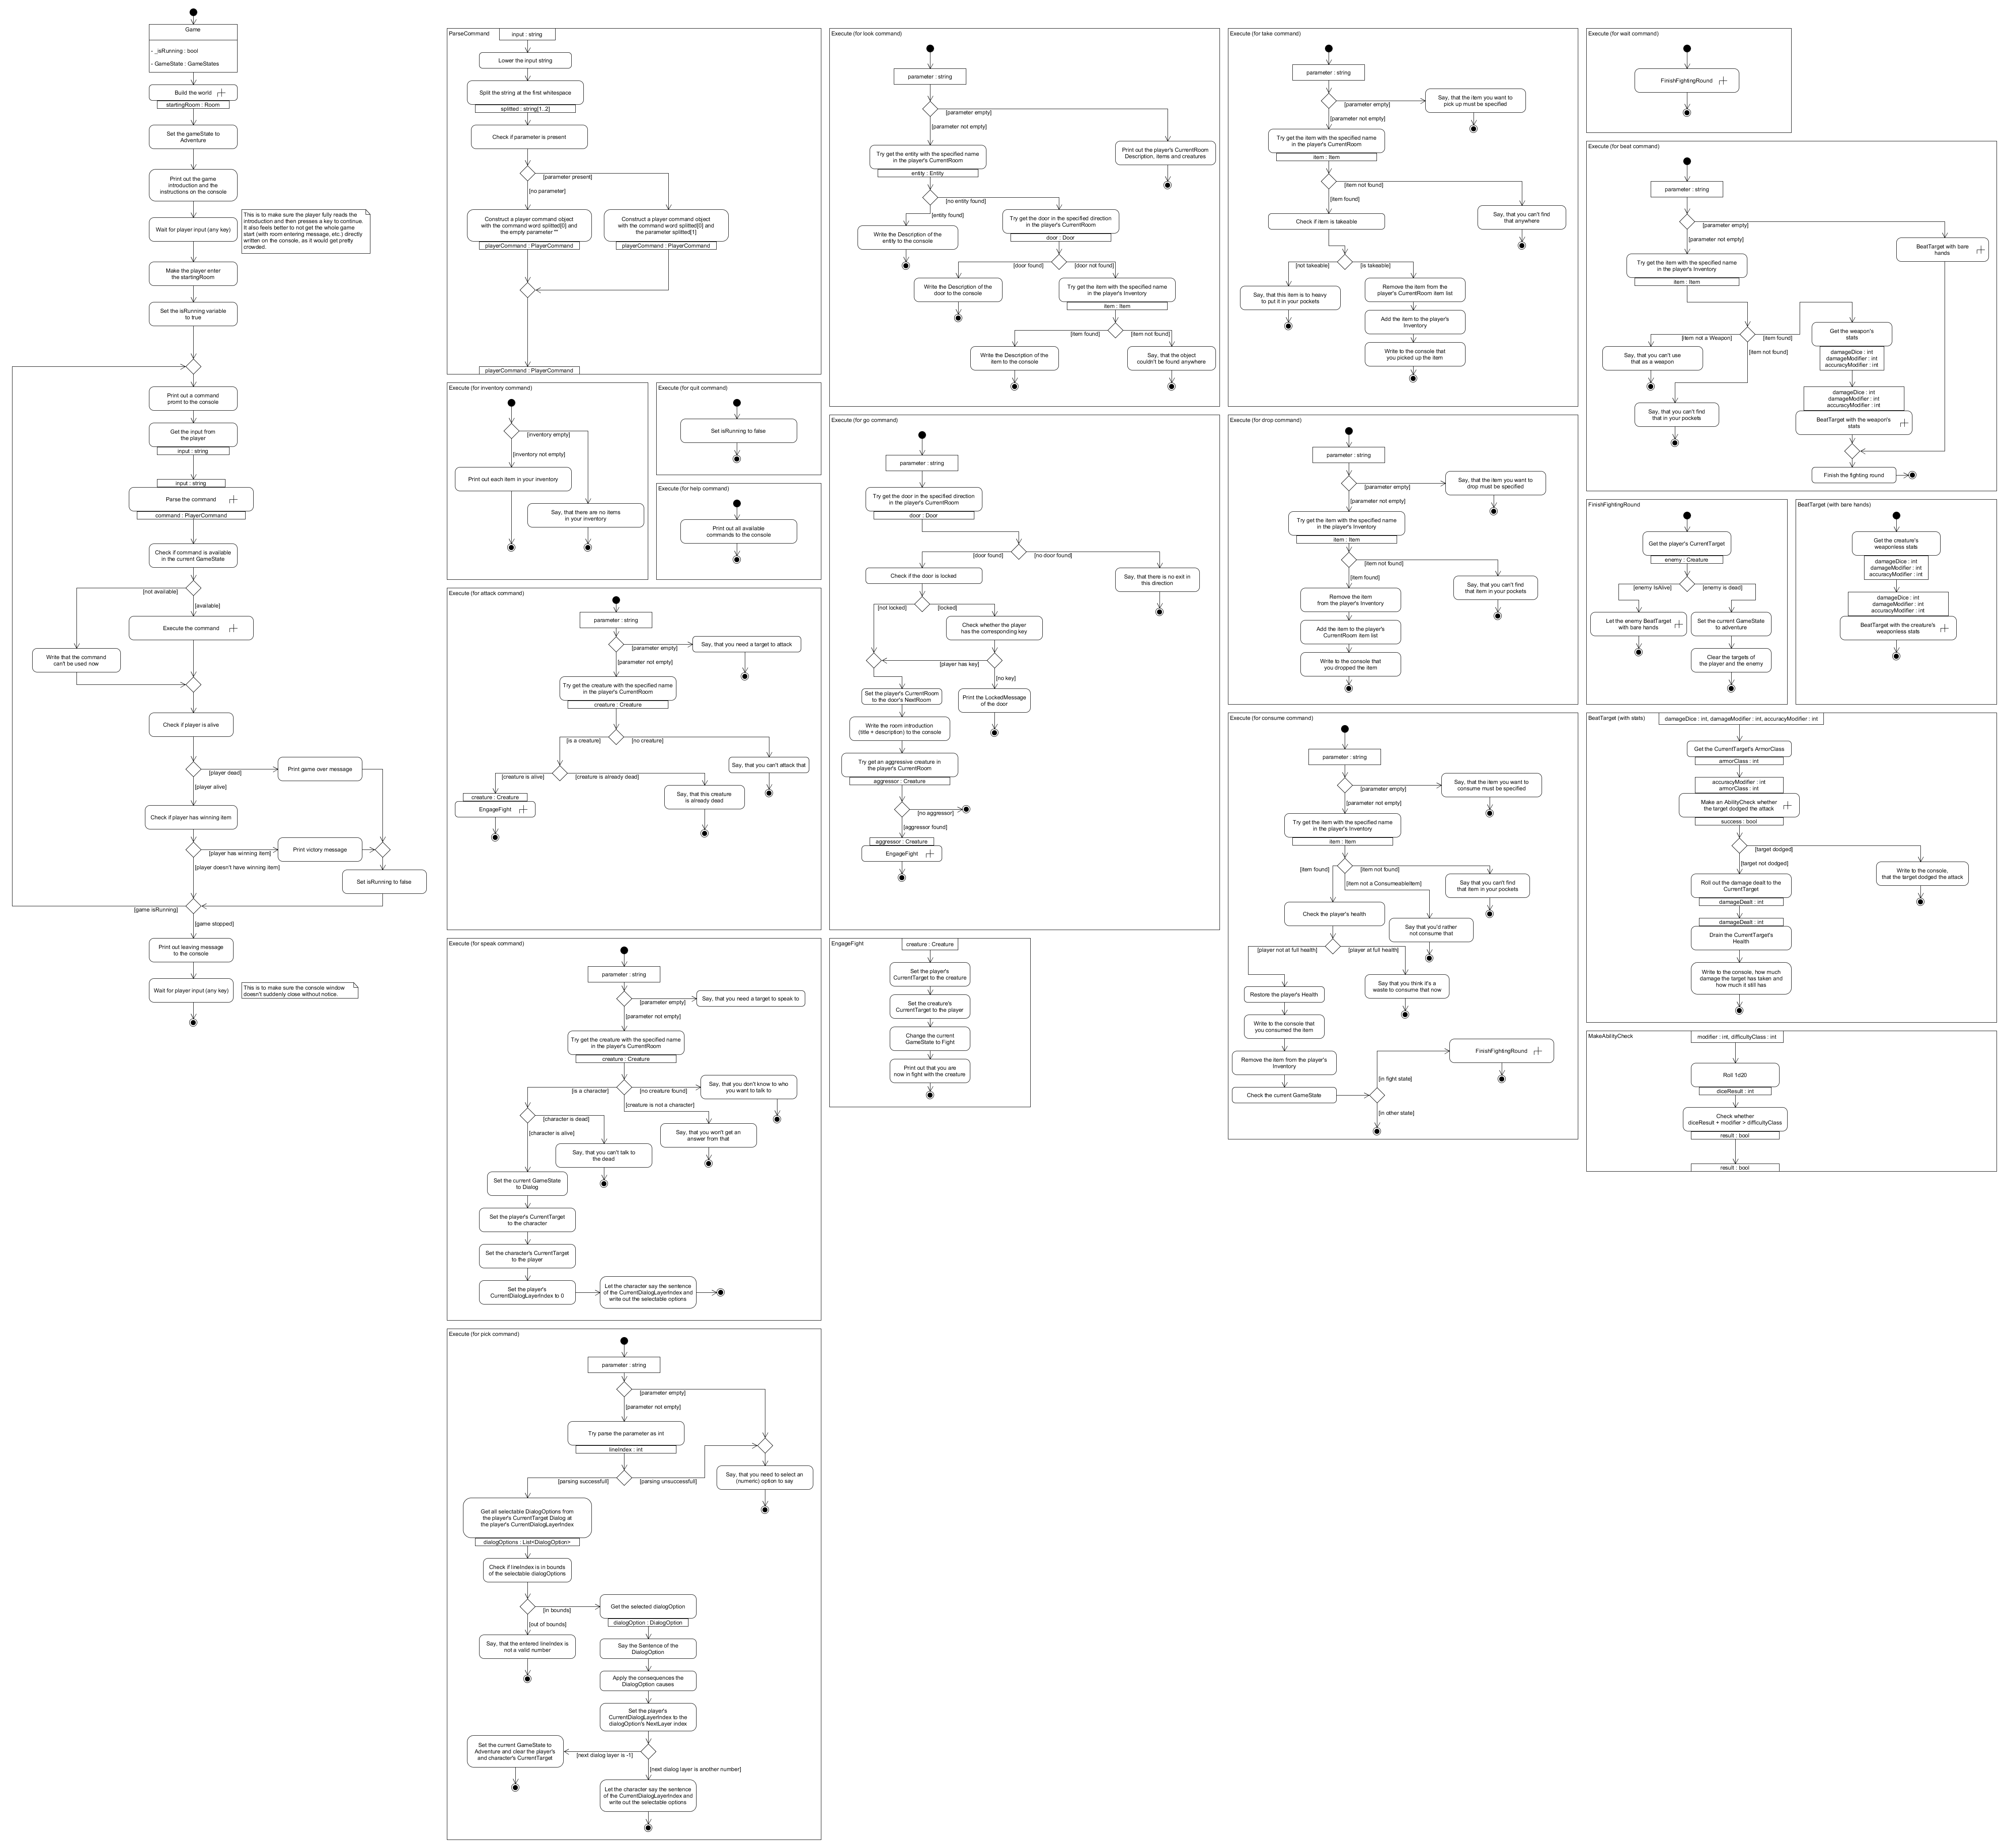 Game
- _isRunning : bool
- GameState : GameStates
Build the world
startingRoom : Room
Set the gameState to
Adventure
Print out the game
introduction and the
instructions on the console
Wait for player input (any key)
This is to make sure the player fully reads the
introduction and then presses a key to continue.
It also feels better to not get the whole game
start (with room entering message, etc.) directly
written on the console, as it would get pretty
crowded.
Make the player enter
the startingRoom
Set the isRunning variable
to true
Print out a command
promt to the console
Get the input from
the player
input : string
input : string
Parse the command
command : PlayerCommand
Check if command is available
in the current GameState
[not available]
[available]
Execute the command
Write that the command
can't be used now
Check if player is alive
[player dead]
Print game over message
[player alive]
Check if player has winning item
[player has winning item]
Print victory message
[player doesn't have winning item]
Set isRunning to false
[game isRunning]
[game stopped]
Print out leaving message
to the console
Wait for player input (any key)
This is to make sure the console window
doesn't suddenly close without notice.
ParseCommand
input : string
Lower the input string
Split the string at the first whitespace
splitted : string[1..2]
Check if parameter is present
[parameter present]
[no parameter]
Construct a player command object
with the command word splitted[0] and
the empty parameter ""
playerCommand : PlayerCommand
Construct a player command object
with the command word splitted[0] and
the parameter splitted[1]
playerCommand : PlayerCommand
playerCommand : PlayerCommand
Execute (for inventory command)
[inventory empty]
[inventory not empty]
Print out each item in your inventory
Say, that there are no items
in your inventory
Execute (for quit command)
Set isRunning to false
Execute (for help command)
Print out all available
commands to the console
Execute (for attack command)
parameter : string
[parameter empty]
Say, that you need a target to attack
[parameter not empty]
Try get the creature with the specified name
in the player's CurrentRoom
creature : Creature
[is a creature]
[no creature]
Say, that you can't attack that
[creature is alive]
[creature is already dead]
creature : Creature
EngageFight
Say, that this creature
is already dead
Execute (for speak command)
parameter : string
[parameter empty]
Say, that you need a target to speak to
[parameter not empty]
Try get the creature with the specified name
in the player's CurrentRoom
creature : Creature
[is a character]
[no creature found]
Say, that you don't know to who
you want to talk to
[creature is not a character]
[character is dead]
[character is alive]
Say, that you won't get an
answer from that
Say, that you can't talk to
the dead
Set the current GameState
to Dialog
Set the player's CurrentTarget
to the character
Set the character's CurrentTarget
to the player
Set the player's
CurrentDialogLayerIndex to 0
Let the character say the sentence
of the CurrentDialogLayerIndex and
write out the selectable options
Execute (for pick command)
parameter : string
[parameter empty]
[parameter not empty]
Try parse the parameter as int
lineIndex : int
[parsing successfull]
[parsing unsuccessfull]
Say, that you need to select an
(numeric) option to say
Get all selectable DialogOptions from
the player's CurrentTarget Dialog at
the player's CurrentDialogLayerIndex
dialogOptions : List<DialogOption>
Check if lineIndex is in bounds
of the selectable dialogOptions
[in bounds]
[out of bounds]
Get the selected dialogOption
dialogOption : DialogOption
Say, that the entered lineIndex is
not a valid number
Say the Sentence of the
DialogOption
Apply the consequences the
DialogOption causes
Set the player's
CurrentDialogLayerIndex to the
dialogOption's NextLayer index
[next dialog layer is -1]
Set the current GameState to
Adventure and clear the player's
and character's CurrentTarget
[next dialog layer is another number]
Let the character say the sentence
of the CurrentDialogLayerIndex and
write out the selectable options
Execute (for look command)
parameter : string
[parameter empty]
[parameter not empty]
Try get the entity with the specified name
in the player's CurrentRoom
entity : Entity
Print out the player's CurrentRoom
Description, items and creatures
[no entity found]
[entity found]
Write the Description of the
entity to the console
Try get the door in the specified direction
in the player's CurrentRoom
door : Door
[door found]
[door not found]
Write the Description of the
door to the console
Try get the item with the specified name
in the player's Inventory
item : Item
[item found]
[item not found]
Write the Description of the
item to the console
Say, that the object
couldn't be found anywhere
Execute (for go command)
parameter : string
Try get the door in the specified direction
in the player's CurrentRoom
door : Door
[door found]
[no door found]
Check if the door is locked
Say, that there is no exit in
this direction
[not locked]
[locked]
Check whether the player
has the corresponding key
[player has key]
[no key]
Set the player's CurrentRoom
to the door's NextRoom
Print the LockedMessage
of the door
Write the room introduction
(title + description) to the console
Try get an aggressive creature in
the player's CurrentRoom
aggressor : Creature
[no aggressor]
[aggressor found]
aggressor : Creature
EngageFight
EngageFight
creature : Creature
Set the player's
CurrentTarget to the creature
Set the creature's
CurrentTarget to the player
Change the current
GameState to Fight
Print out that you are
now in fight with the creature
Execute (for take command)
parameter : string
[parameter empty]
Say, that the item you want to
pick up must be specified
[parameter not empty]
Try get the item with the specified name
in the player's CurrentRoom
item : Item
[item not found]
[item found]
Check if item is takeable
Say, that you can't find
that anywhere
[not takeable]
[is takeable]
Say, that this item is to heavy
to put it in your pockets
Remove the item from the
player's CurrentRoom item list
Add the item to the player's
Inventory
Write to the console that
you picked up the item
Execute (for drop command)
parameter : string
[parameter empty]
Say, that the item you want to
drop must be specified
[parameter not empty]
Try get the item with the specified name
in the player's Inventory
item : Item
[item not found]
[item found]
Say, that you can't find
that item in your pockets
Remove the item
from the player's Inventory
Add the item to the player's
CurrentRoom item list
Write to the console that
you dropped the item
Execute (for consume command)
parameter : string
[parameter empty]
Say, that the item you want to
consume must be specified
[parameter not empty]
Try get the item with the specified name
in the player's Inventory
item : Item
[item found]
[item not found]
[item not a ConsumeableItem]
Say that you can't find
that item in your pockets
Check the player's health
Say that you'd rather
not consume that
[player not at full health]
[player at full health]
Restore the player's Health
Say that you think it's a
waste to consume that now
Write to the console that
you consumed the item
Remove the item from the player's
Inventory
Check the current GameState
[in fight state]
FinishFightingRound
[in other state]
Execute (for wait command)
FinishFightingRound
Execute (for beat command)
parameter : string
[parameter empty]
[parameter not empty]
BeatTarget with bare
hands
Try get the item with the specified name
in the player's Inventory
item : Item
[item not a Weapon]
[item found]
[item not found]
Say, that you can't use
that as a weapon
Get the weapon's
stats
damageDice : int
damageModifier : int
accuracyModifier : int
Say, that you can't find
that in your pockets
damageDice : int
damageModifier : int
accuracyModifier : int
BeatTarget with the weapon's
stats
Finish the fighting round
FinishFightingRound
Get the player's CurrentTarget
enemy : Creature
[enemy IsAlive]
[enemy is dead]
Let the enemy BeatTarget
with bare hands
Set the current GameState
to adventure
Clear the targets of
the player and the enemy
BeatTarget (with bare hands)
Get the creature's
weaponless stats
damageDice : int
damageModifier : int
accuracyModifier : int
damageDice : int
damageModifier : int
accuracyModifier : int
BeatTarget with the creature's
weaponless stats
BeatTarget (with stats)
damageDice : int, damageModifier : int, accuracyModifier : int
Get the CurrentTarget's ArmorClass
armorClass : int
accuracyModifier : int
armorClass : int
Make an AbilityCheck whether
the target dodged the attack
success : bool
[target dodged]
[target not dodged]
Write to the console,
that the target dodged the attack
Roll out the damage dealt to the
CurrentTarget
damageDealt : int
damageDealt : int
Drain the CurrentTarget's
Health
Write to the console, how much
damage the target has taken and
how much it still has
MakeAbilityCheck
modifier : int, difficultyClass : int
Roll 1d20
diceResult : int
Check whether
diceResult + modifier > difficultyClass
result : bool
result : bool